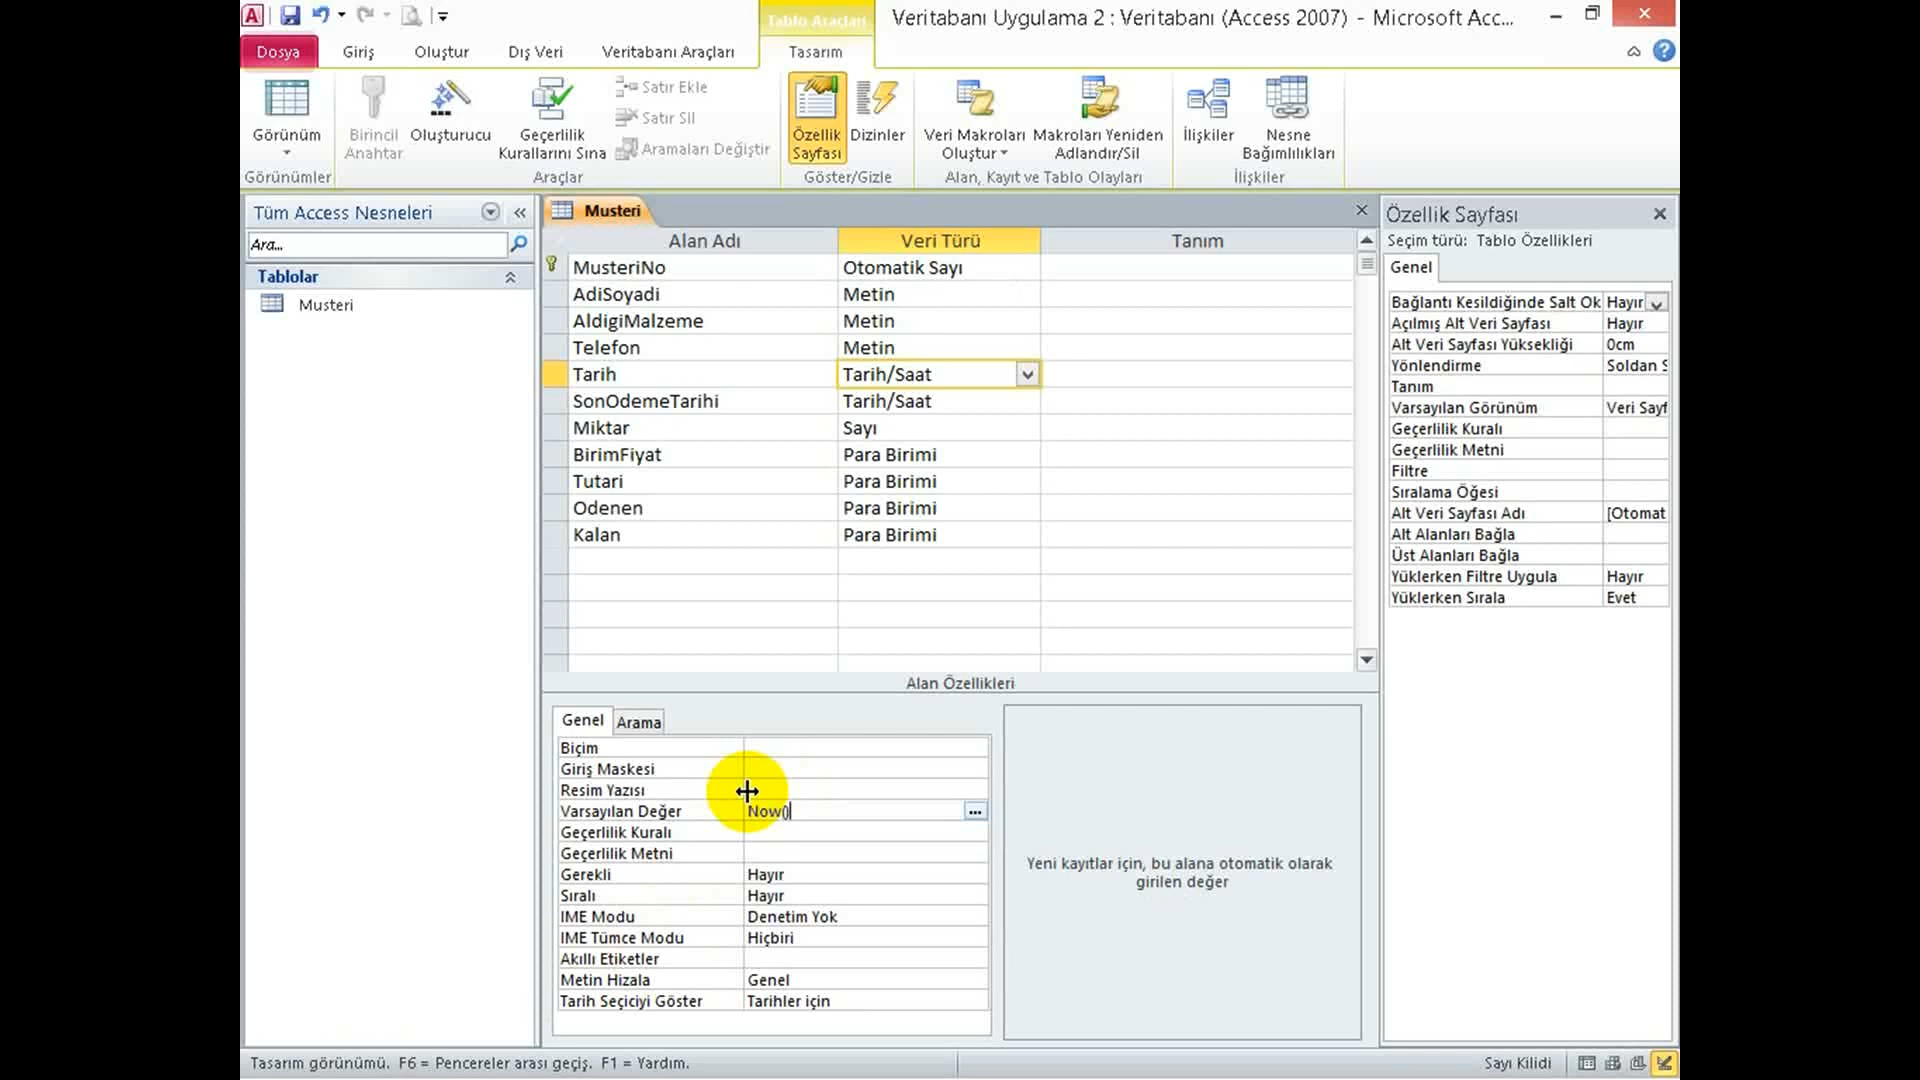 Tablo Araçları
Veritabanı Uygulama 2 : Veritabanı (Access 2007) - Microsoft Acc...
Dosya
Giriş
Oluştur
Dış Veri
Veritabanı Araçları
Tasarım
Görünüm
Birincil Anahtar
Oluşturucu
Geçerlilik Kurallarını Sına
Satır Ekle
Satır Sil
Aramaları Değiştir
Özellik Sayfası
Dizinler
Veri Makroları Oluştur
Makroları Yeniden Adlandır/Sil
İlişkiler
Nesne Bağımlılıkları
Görünümler
Araçlar
Göster/Gizle
Alan, Kayıt ve Tablo Olayları
İlişkiler
Tüm Access Nesneleri
Ara...
Tablolar
Musteri
Musteri
Alan Adı Veri Türü Tanım
MusteriNo Otomatik Sayı
AdiSoyadi Metin
AldigiMalzeme Metin
Telefon Metin
Tarih Tarih/Saat
SonOdemeTarihi Tarih/Saat
Miktar Sayı
BirimFiyat Para Birimi
Tutari Para Birimi
Odenen Para Birimi
Kalan Para Birimi
Alan Özellikleri
Genel Arama
Biçim
Giriş Maskesi
Resim Yazısı
Varsayılan Değer Now()
Geçerlilik Kuralı
Geçerlilik Metni
Gerekli Hayır
Sıralı Hayır
IME Modu Denetim Yok
IME Tümce Modu Hiçbiri
Akıllı Etiketler
Metin Hizala Genel
Tarih Seçiciyi Göster Tarihler için
Yeni kayıtlar için, bu alana otomatik olarak
girilen değer
Özellik Sayfası
Seçim türü: Tablo Özellikleri
Genel
Bağlantı Kesildiğinde Salt Ok Hayır
Açılmış Alt Veri Sayfası Hayır
Alt Veri Sayfası Yüksekliği 0cm
Yönlendirme Soldan S
Tanım
Varsayılan Görünüm Veri Sayf
Geçerlilik Kuralı
Geçerlilik Metni
Filtre
Sıralama Öğesi
Alt Veri Sayfası Adı [Otomat
Alt Alanları Bağla
Üst Alanları Bağla
Yüklerken Filtre Uygula Hayır
Yüklerken Sırala Evet
Tasarım görünümü. F6 = Pencereler arası geçiş. F1 = Yardım.
Sayı Kilidi